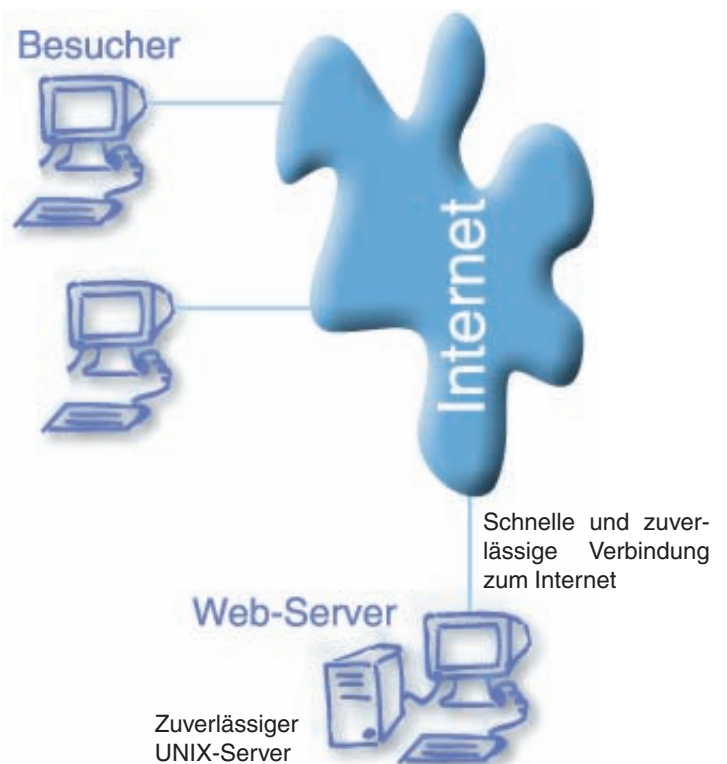 Besucher
Internet
Schnelle und zuver-
lässige Verbindung
zum Internet
Web-Server
Zuverlässiger
UNIX-Server